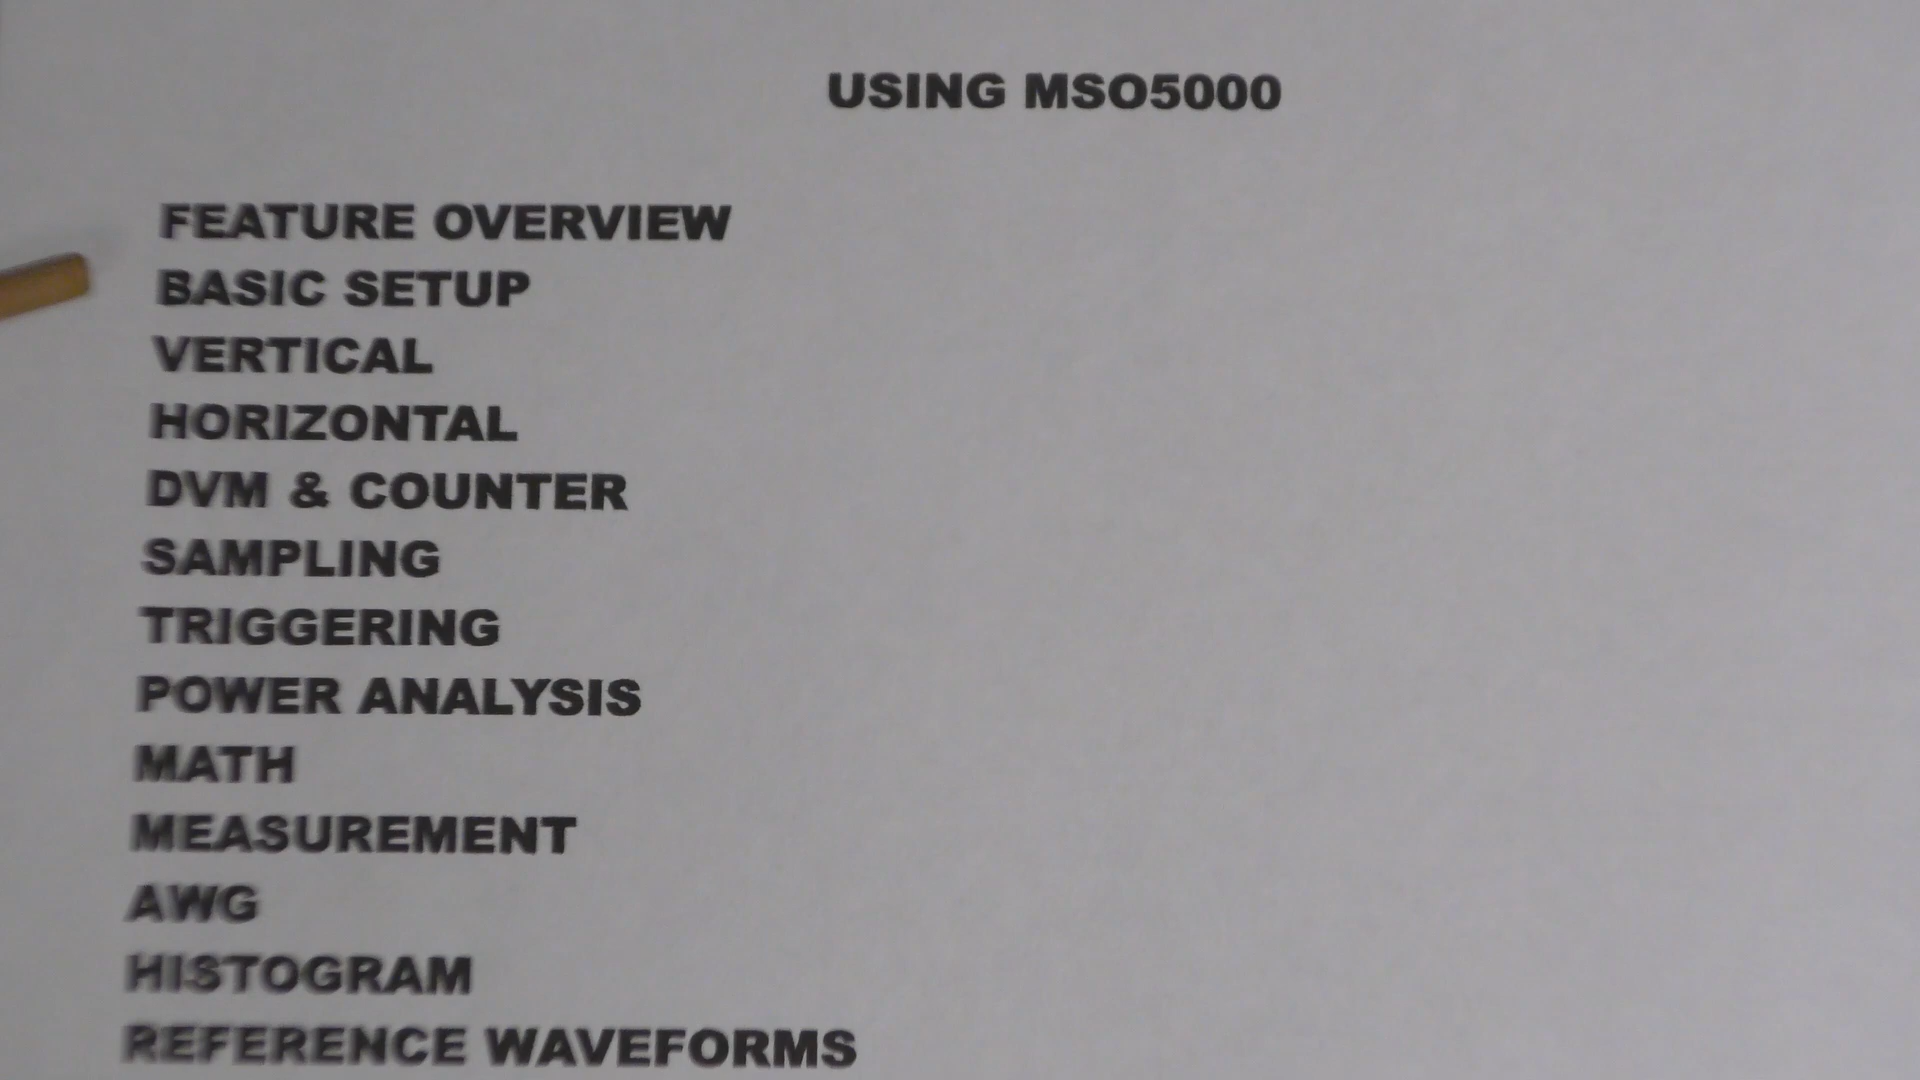 USING MSO5000
FEATURE OVERVIEW
BASIC SETUP
VERTICAL
HORIZONTAL
DVM & COUNTER
SAMPLING
TRIGGERING
POWER ANALYSIS
MATH
MEASUREMENT
AWG
HISTOGRAM
REFERENCE WAVEFORMS